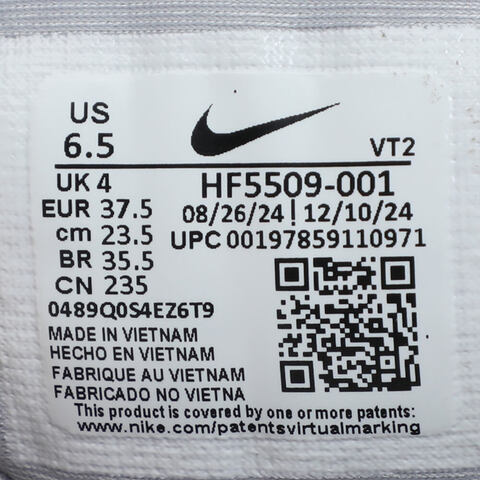 US
6.5
VT2
UK 4
HF5509-001
EUR 37.5
08/26/24 | 12/10/24
cm 23.5
UPC 00197859110971
BR 35.5
CN 235
0489Q0S4EZ6T9
MADE IN VIETNAM
HECHO EN VIETNAM
FABRIQUE AU VIETNAM
FABRICADO NO VIETNA
This product is covered by one or more patents:
www.nike.com/patentsvirtualmarking